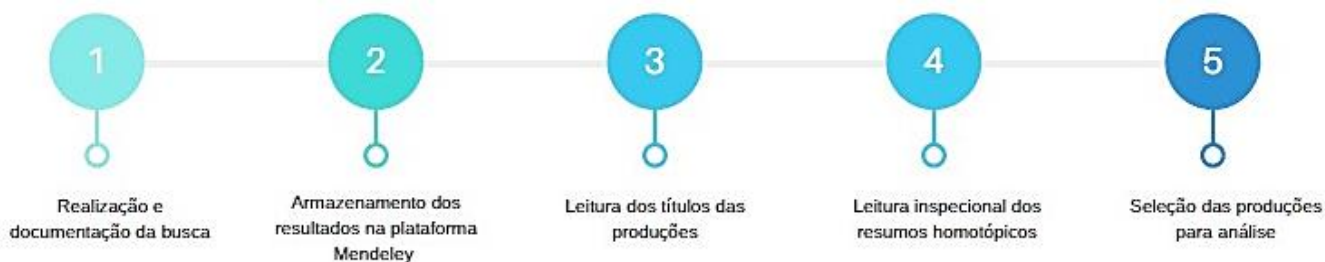 1
2
3
4
5
Realização e
documentação da busca
Armazenamento dos
resultados na plataforma
Mendeley
Leitura dos títulos das
produções
Leitura inspecional dos
resumos homotópicos
Seleção das produções
para análise